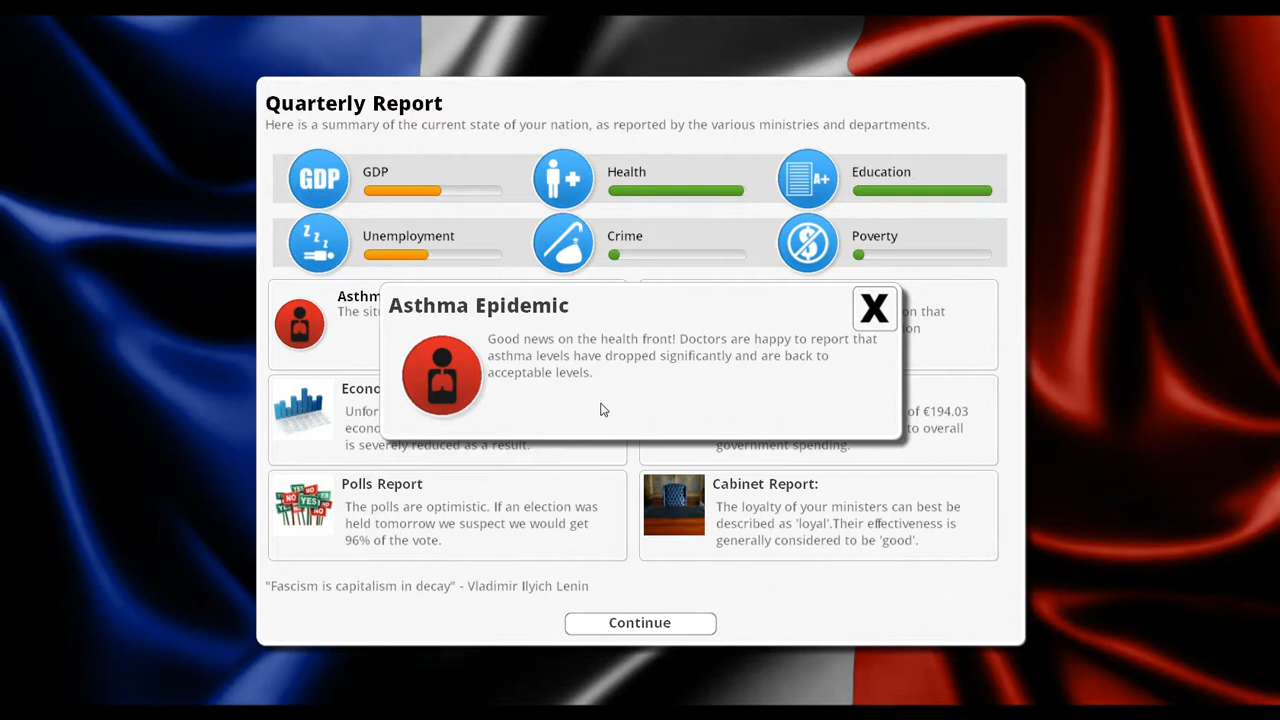 Quarterly Report
Here is a summary of the current state of your nation, as reported by the various ministries and departments.
GDP
GDP
Health
A+
Education
Z Z Z
Unemployment
Crime
$
Poverty
The
on that
on
Asthma Epidemic
X
Good news on the health front! Doctors are happy to report that
asthma levels have dropped significantly and are back to
acceptable levels.
of €194.03
to overall
is severely reduced as a result.
government spending.
Polls Report
NO YES NO
The polls are optimistic. If an election was
held tomorrow we suspect we would get
96% of the vote.
Cabinet Report:
The loyalty of your ministers can best be
described as 'loyal'.Their effectiveness is
generally considered to be 'good'.
"Fascism is capitalism in decay" - Vladimir Ilyich Lenin
Continue